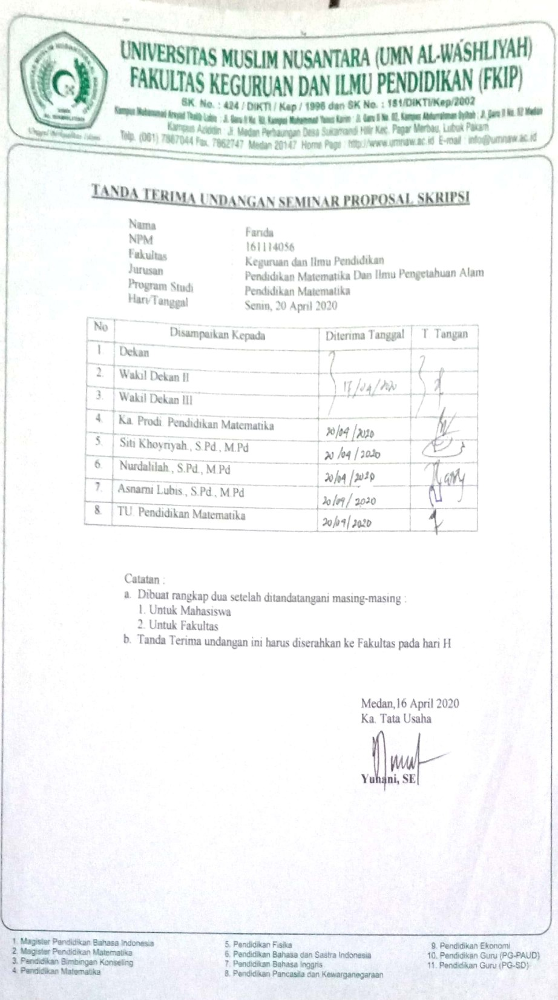 UNIVERSITAS MUSLIM NUSANTARA (UMN AL-WASHLIYAH)
FAKULTAS KEGURUAN DAN ILMU PENDIDIKAN (FKIP)
SK. No. : 424 / DIKTI / Kep / 1996 dan SK No. : 181/DIKTI/Kep/2002
Kampus Muhammad Arsyad Thalib Lubis : Jl. Garu II No. 93, Kampus Muhammad Yunus Karim : Jl. Garu II No. 02, Kampus Abdurrahman Syihab : Jl. Garu II No. 52 Medan
Kampus Aziddin : Jl. Medan Perbaungan Desa Sukamandi Hilir Kec. Pagar Merbau, Lubuk Pakam
Telp. (061) 7867044 Fax. 7862747 Medan 20147 Home Page : http://www.umnaw.ac.id E-mail : info@umnaw.ac.id
TANDA TERIMA UNDANGAN SEMINAR PROPOSAL SKRIPSI
Nama : Farida
NPM : 161114056
Fakultas : Keguruan dan Ilmu Pendidikan
Jurusan : Pendidikan Matematika Dan Ilmu Pengetahuan Alam
Program Studi : Pendidikan Matematika
Hari/Tanggal : Senin, 20 April 2020
No Disampaikan Kepada Diterima Tanggal T. Tangan
1. Dekan
2. Wakil Dekan II 17/04/2020
3. Wakil Dekan III
4. Ka. Prodi. Pendidikan Matematika 20/04/2020
5. Siti Khoyriyah., S.Pd., M.Pd 20/04/2020
6. Nurdalilah., S.Pd., M.Pd 20/04/2020
7. Asnarni Lubis., S.Pd., M.Pd 20/04/2020
8. TU. Pendidikan Matematika 20/04/2020
Catatan :
a. Dibuat rangkap dua setelah ditandatangani masing-masing :
1. Untuk Mahasiswa
2. Untuk Fakultas
b. Tanda Terima undangan ini harus diserahkan ke Fakultas pada hari H
Medan,16 April 2020
Ka. Tata Usaha
Yuhani, SE
1. Magister Pendidikan Bahasa Indonesia
2. Magister Pendidikan Matematika
3. Pendidikan Bimbingan Konseling
4. Pendidikan Matematika
5. Pendidikan Fisika
6. Pendidikan Bahasa dan Sastra Indonesia
7. Pendidikan Bahasa Inggris
8. Pendidikan Pancasila dan Kewarganegaraan
9. Pendidikan Ekonomi
10. Pendidikan Guru (PG-PAUD)
11. Pendidikan Guru (PG-SD)